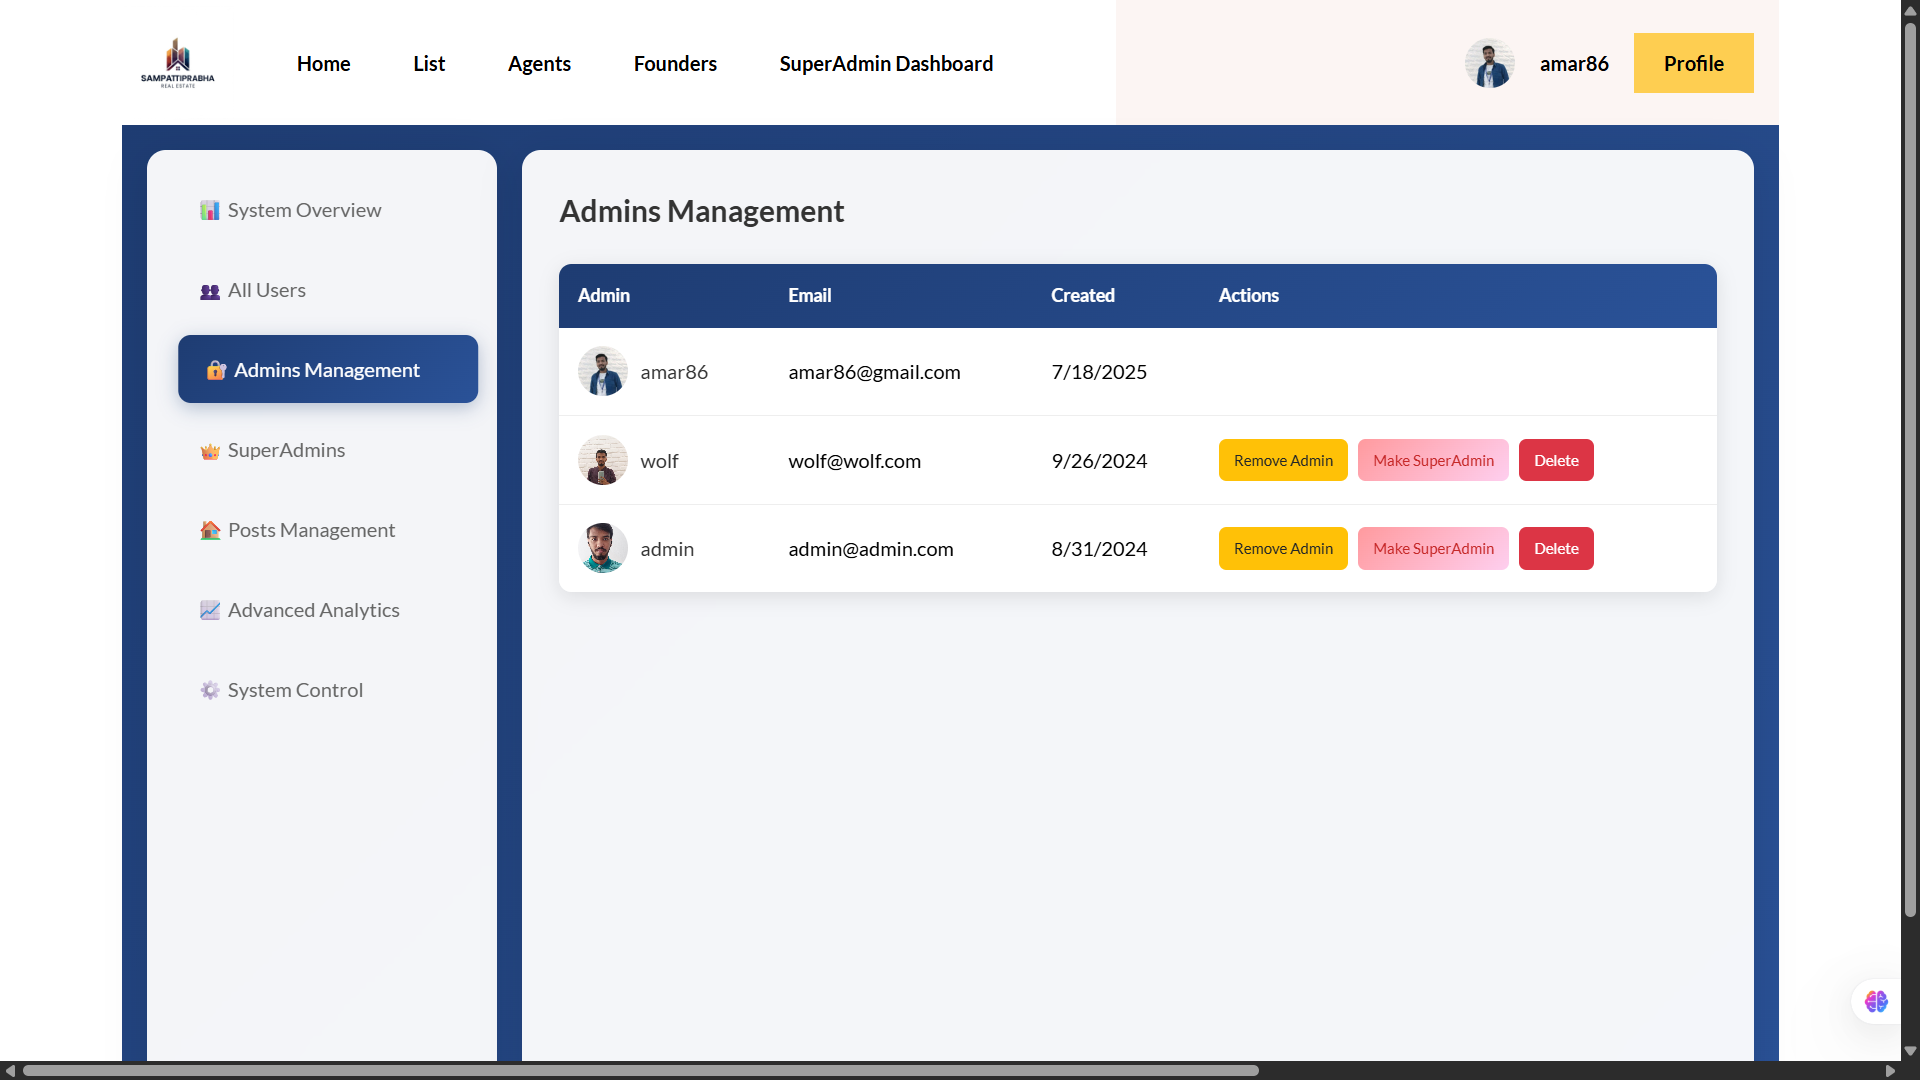 SAMPATTIPRABHA
REAL ESTATE
Home List Agents Founders SuperAdmin Dashboard amar86 Profile
System Overview
All Users
Admins Management
SuperAdmins
Posts Management
Advanced Analytics
System Control
Admins Management
Admin Email Created Actions
amar86 amar86@gmail.com 7/18/2025
wolf wolf@wolf.com 9/26/2024 Remove Admin Make SuperAdmin Delete
admin admin@admin.com 8/31/2024 Remove Admin Make SuperAdmin Delete